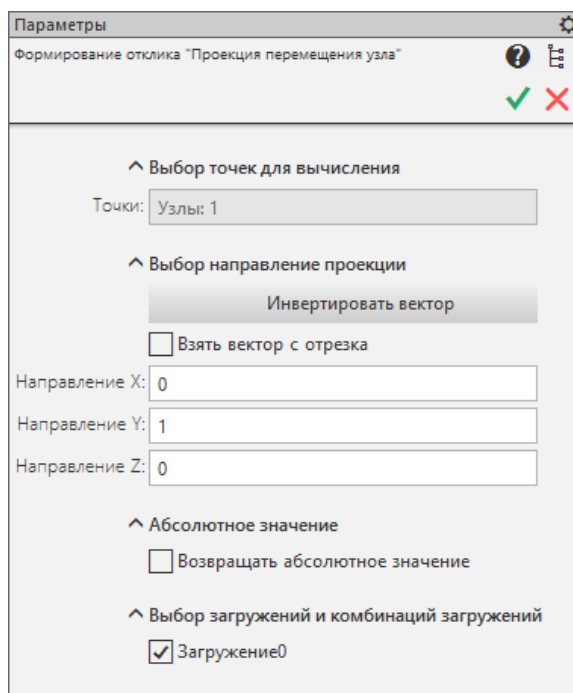 Параметры
Формирование отклика "Проекция перемещения узла"
Выбор точек для вычисления
Точки: Узлы: 1
Выбор направление проекции
Инвертировать вектор
Взять вектор с отрезка
Направление X: 0
Направление Y: 1
Направление Z: 0
Абсолютное значение
Возвращать абсолютное значение
Выбор загружений и комбинаций загружений
Загружение0